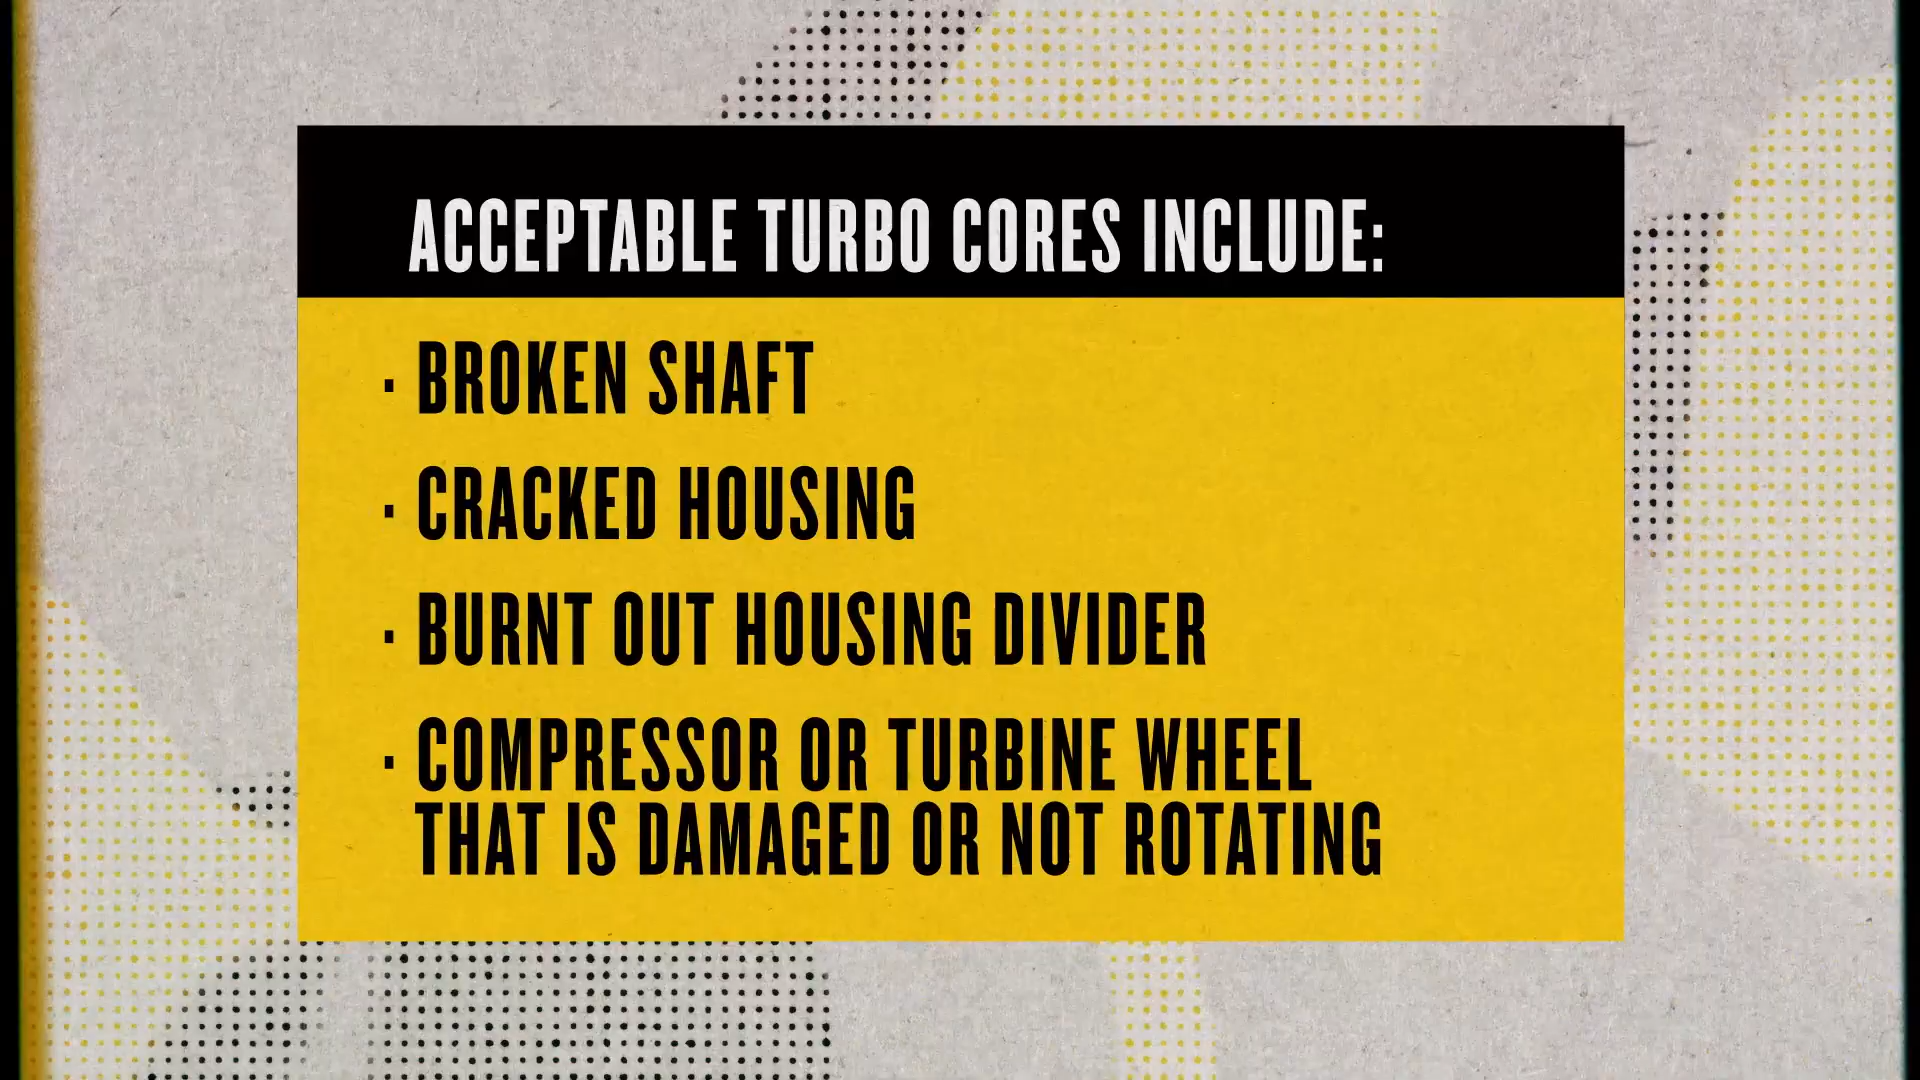 ACCEPTABLE TURBO CORES INCLUDE:
· BROKEN SHAFT
· CRACKED HOUSING
· BURNT OUT HOUSING DIVIDER
· COMPRESSOR OR TURBINE WHEEL
THAT IS DAMAGED OR NOT ROTATING